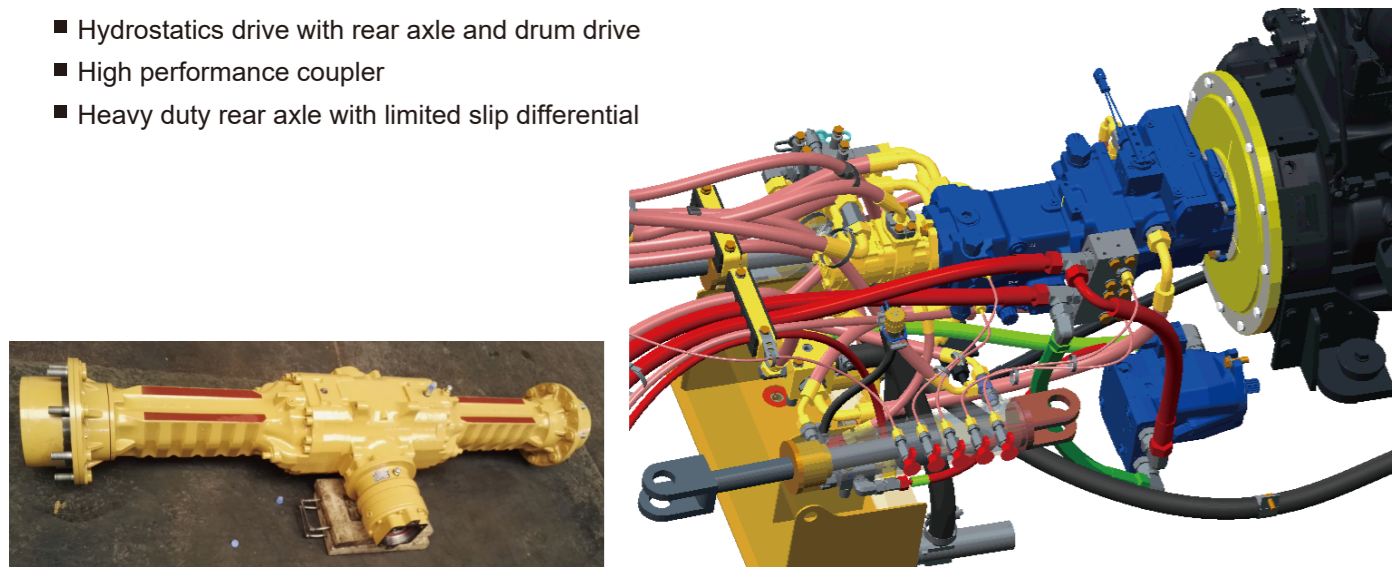 ■ Hydrostatics drive with rear axle and drum drive
■ High performance coupler
■ Heavy duty rear axle with limited slip differential